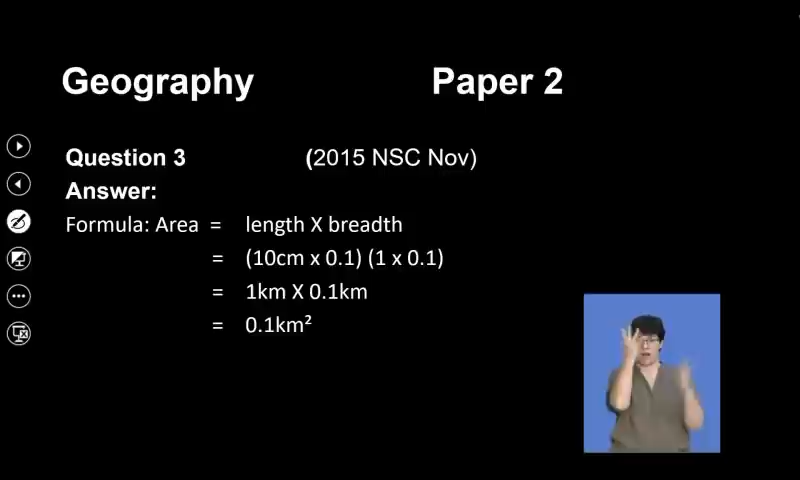 Geography Paper 2
Question 3 (2015 NSC Nov)
Answer:
Formula: Area = length X breadth
= (10cm x 0.1) (1 x 0.1)
= 1km X 0.1km
= 0.1km²